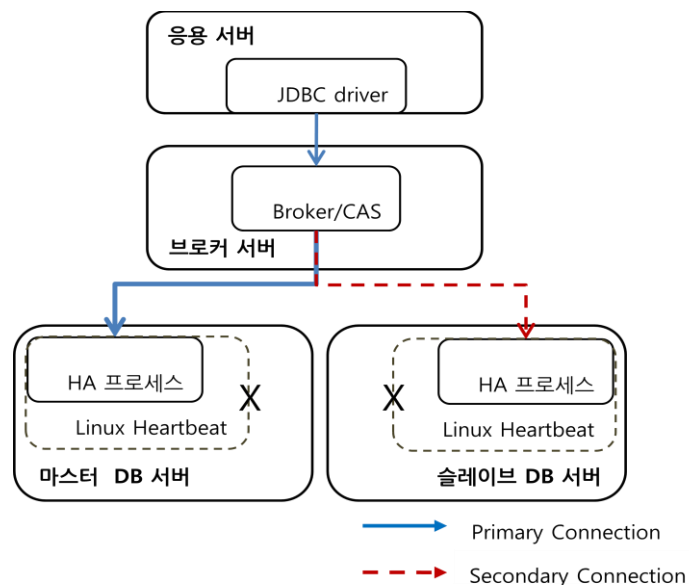 응용 서버
JDBC driver
Broker/CAS
브로커 서버
HA 프로세스
X
Linux Heartbeat
마스터 DB 서버
HA 프로세스
X
Linux Heartbeat
슬레이브 DB 서버
Primary Connection
Secondary Connection